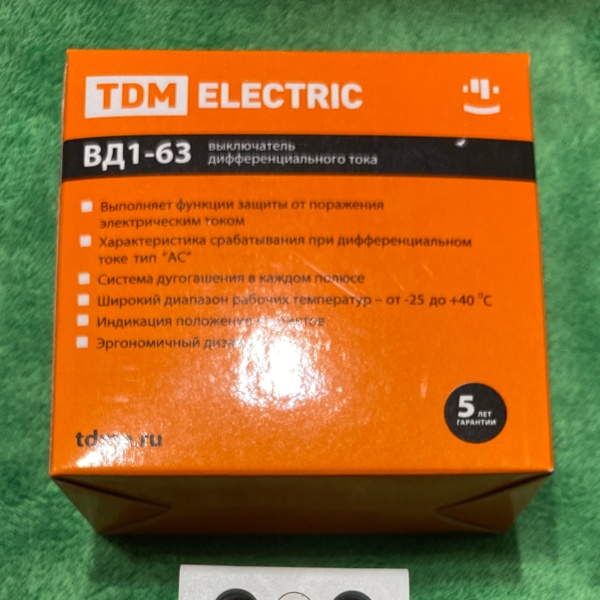 TDM ELECTRIC
ВД1-63
выключатель
дифференциального тока
Выполняет функции защиты от поражения
электрическим током
Характеристика срабатывания при дифференциальном
токе тип "АС"
Система дугогашения в каждом полюсе
Широкий диапазон рабочих температур – от -25 до +40 °С
Индикация
Эргономичный
5 ЛЕТ
ГАРАНТИИ